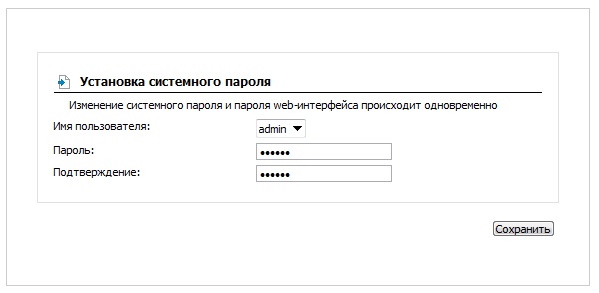 Установка системного пароля
Изменение системного пароля и пароля web-интерфейса происходит одновременно
Имя пользователя: admin
Пароль: ••••••
Подтверждение: ••••••
Сохранить